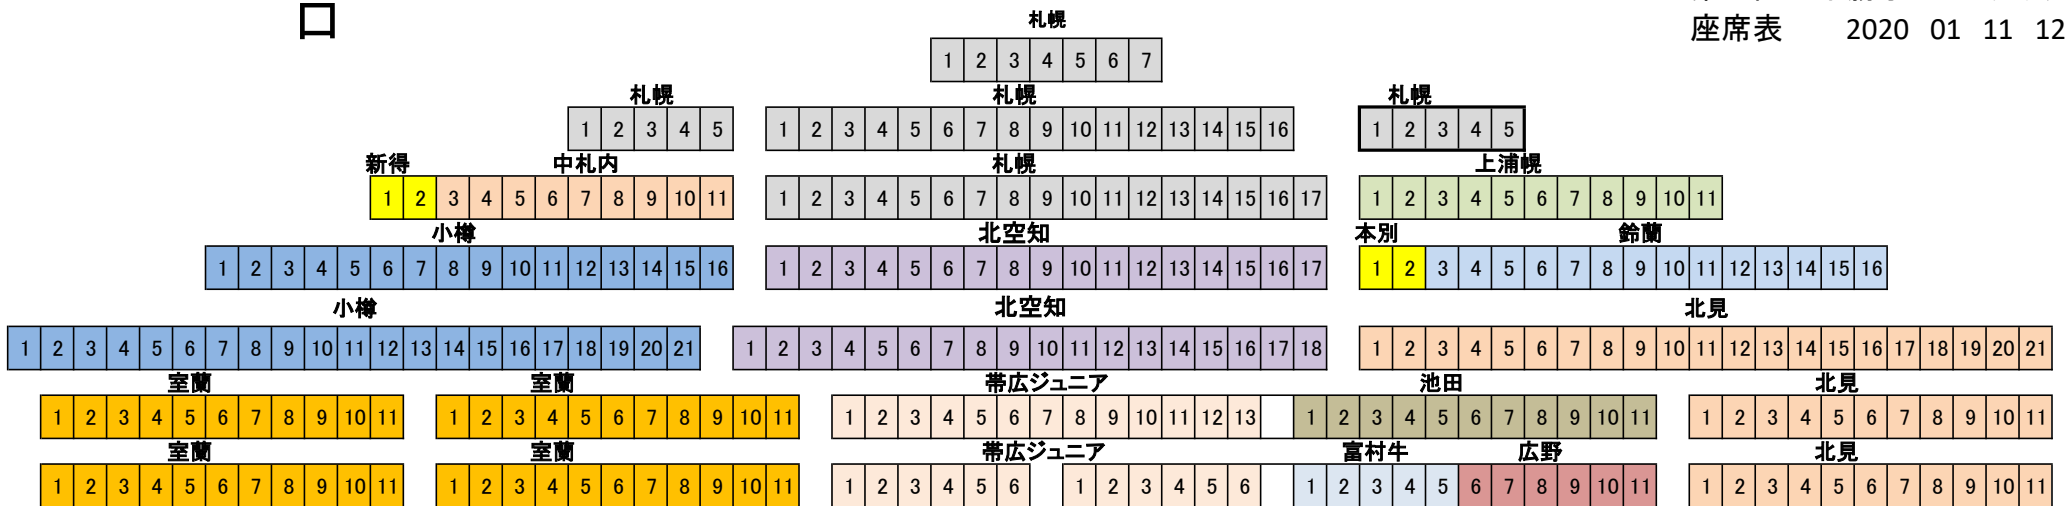 口
札幌
座席表 2020 01 11 12
1 2 3 4 5 6 7
札幌 札幌 札幌
1 2 3 4 5 1 2 3 4 5 6 7 8 9 10 11 12 13 14 15 16 1 2 3 4 5
新得 中札内 札幌 上浦幌
1 2 3 4 5 6 7 8 9 10 11 1 2 3 4 5 6 7 8 9 10 11 12 13 14 15 16 17 1 2 3 4 5 6 7 8 9 10 11
小樽 北空知 本別 鈴蘭
1 2 3 4 5 6 7 8 9 10 11 12 13 14 15 16 1 2 3 4 5 6 7 8 9 10 11 12 13 14 15 16 17 1 2 3 4 5 6 7 8 9 10 11 12 13 14 15 16
小樽 北空知 北見
1 2 3 4 5 6 7 8 9 10 11 12 13 14 15 16 17 18 19 20 21 1 2 3 4 5 6 7 8 9 10 11 12 13 14 15 16 17 18 1 2 3 4 5 6 7 8 9 10 11 12 13 14 15 16 17 18 19 20 21
室蘭 室蘭 帯広ジュニア 池田 北見
1 2 3 4 5 6 7 8 9 10 11 1 2 3 4 5 6 7 8 9 10 11 1 2 3 4 5 6 7 8 9 10 11 12 13 1 2 3 4 5 6 7 8 9 10 11 1 2 3 4 5 6 7 8 9 10 11
室蘭 室蘭 帯広ジュニア 富村牛 広野 北見
1 2 3 4 5 6 7 8 9 10 11 1 2 3 4 5 6 7 8 9 10 11 1 2 3 4 5 6 1 2 3 4 5 6 1 2 3 4 5 6 7 8 9 10 11 1 2 3 4 5 6 7 8 9 10 11